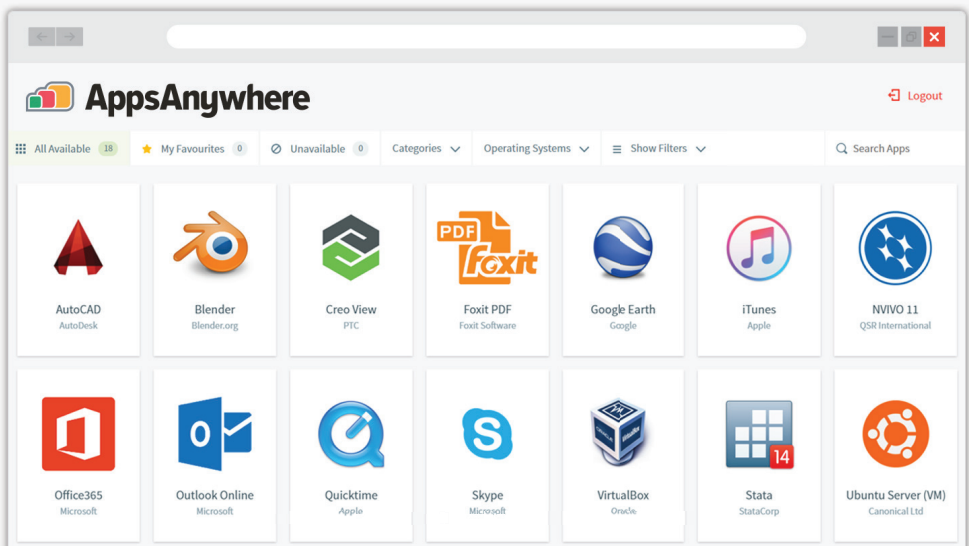 AppsAnywhere
Logout
All Available 18 My Favourites 0 Unavailable 0 Categories Operating Systems Show Filters Search Apps
PDF
foxit
AutoCAD Blender Creo View Foxit PDF Google Earth iTunes NVIVO 11
AutoDesk Blender.org PTC Foxit Software Google Apple QSR International
O S VM
ORACLE VirtualBox 14
Office365 Outlook Online Quicktime Skype VirtualBox Stata Ubuntu Server (VM)
Microsoft Microsoft Apple Microsoft Oracle StataCorp Canonical Ltd